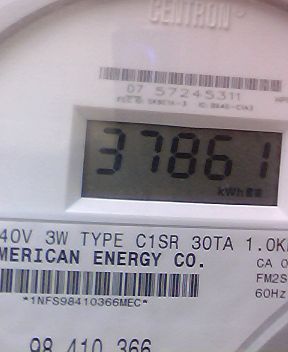 CENTRON®
07 57245311
37861
kWh
40V 3W TYPE C1SR 30TA 1.0K
MERICAN ENERGY CO.
CA 0
FM2S
60Hz
*1NFS98410366MEC*
98 410 366